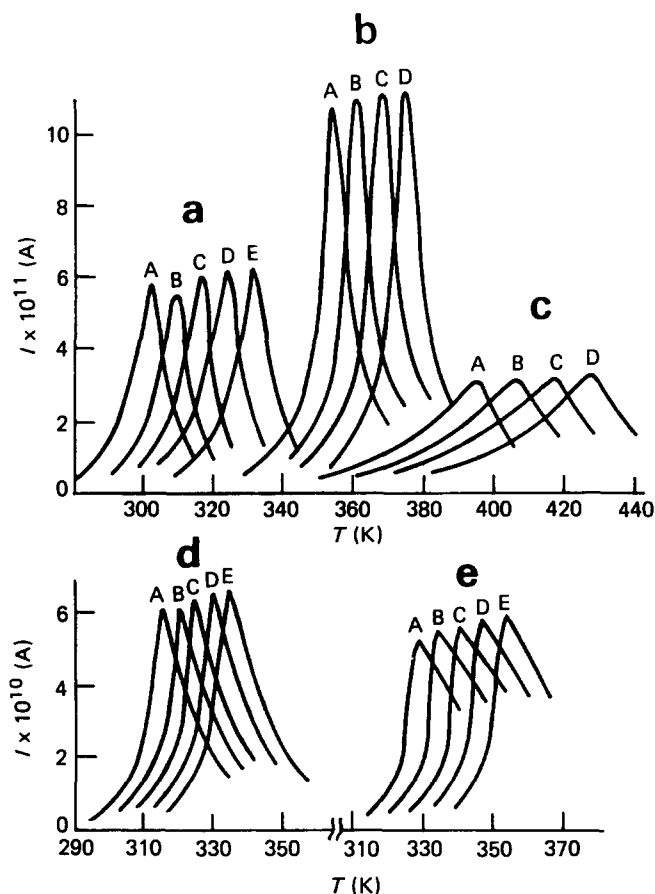 b
A B C D
10
8
a
6
A B C D E
4
c
A B C D
2
0
I x 10¹¹ (A)
300 320 340 360 380 400 420 440
T (K)
d
A B C D E
e
A B C D E
6
4
2
0
I x 10¹⁰ (A)
290 310 330 350 310 330 350 370
T (K)